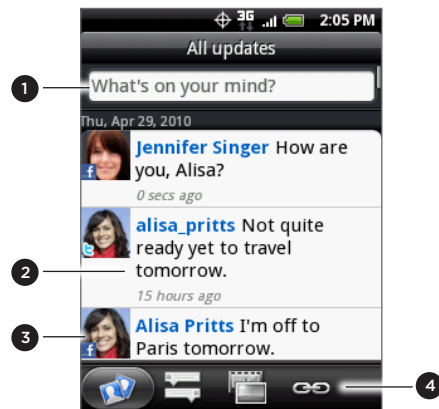 3G 2:05 PM
All updates
1
What's on your mind?
Thu, Apr 29, 2010
Jennifer Singer How are
you, Alisa?
0 secs ago
alisa_pritts Not quite
ready yet to travel
2
tomorrow.
15 hours ago
3
Alisa Pritts I'm off to
Paris tomorrow.
4